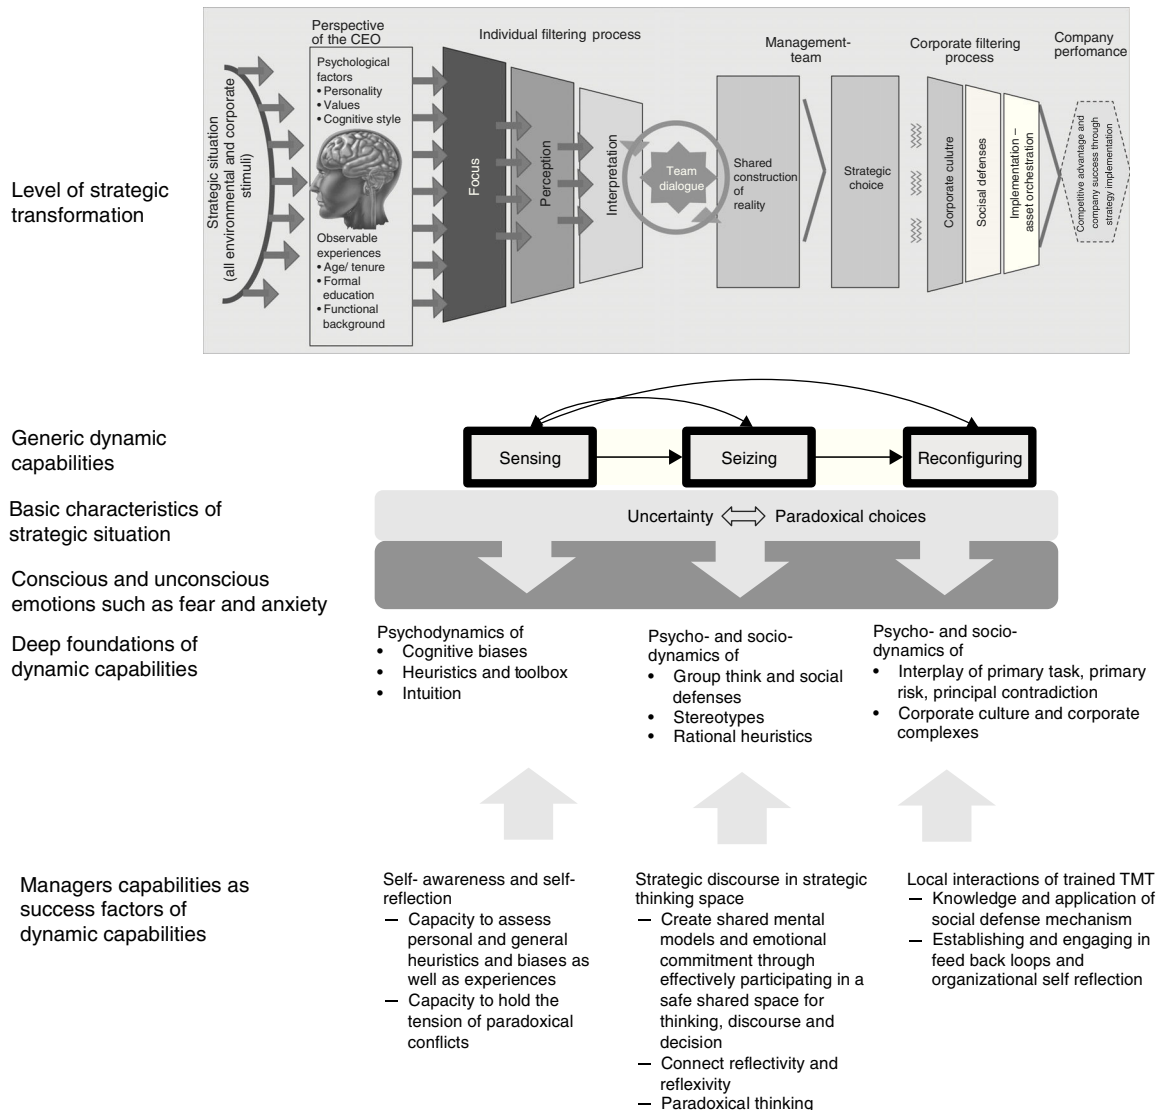 Perspective
of the CEO
Individual filtering process
Management-
team
Corporate filtering
process
Company
perfomance
Level of strategic
transformation
Strategic situation
(all environmental and corporate
stimuli)
Psychological
factors
• Personality
• Values
• Cognitive style
Observable
experiences
• Age/ tenure
• Formal
education
• Functional
background
Focus
Perception
Interpretation
Team
dialogue
Shared
construction
of
reality
Strategic
choice
Corporate culutre
Socisal defenses
Implementation –
asset orchestration
Competitive advantage and
company success through
strategy implementation
Generic dynamic
capabilities
Sensing
Seizing
Reconfiguring
Basic characteristics of
strategic situation
Uncertainty
Paradoxical choices
Conscious and unconscious
emotions such as fear and anxiety
Deep foundations of
dynamic capabilities
Psychodynamics of
• Cognitive biases
• Heuristics and toolbox
• Intuition
Psycho- and socio-
dynamics of
• Group think and social
defenses
• Stereotypes
• Rational heuristics
Psycho- and socio-
dynamics of
• Interplay of primary task, primary
risk, principal contradiction
• Corporate culture and corporate
complexes
Managers capabilities as
success factors of
dynamic capabilities
Self- awareness and self-
reflection
— Capacity to assess
personal and general
heuristics and biases as
well as experiences
— Capacity to hold the
tension of paradoxical
conflicts
Strategic discourse in strategic
thinking space
— Create shared mental
models and emotional
commitment through
effectively participating in a
safe shared space for
thinking, discourse and
decision
— Connect reflectivity and
reflexivity
— Paradoxical thinking
Local interactions of trained TMT
— Knowledge and application of
social defense mechanism
— Establishing and engaging in
feed back loops and
organizational self reflection